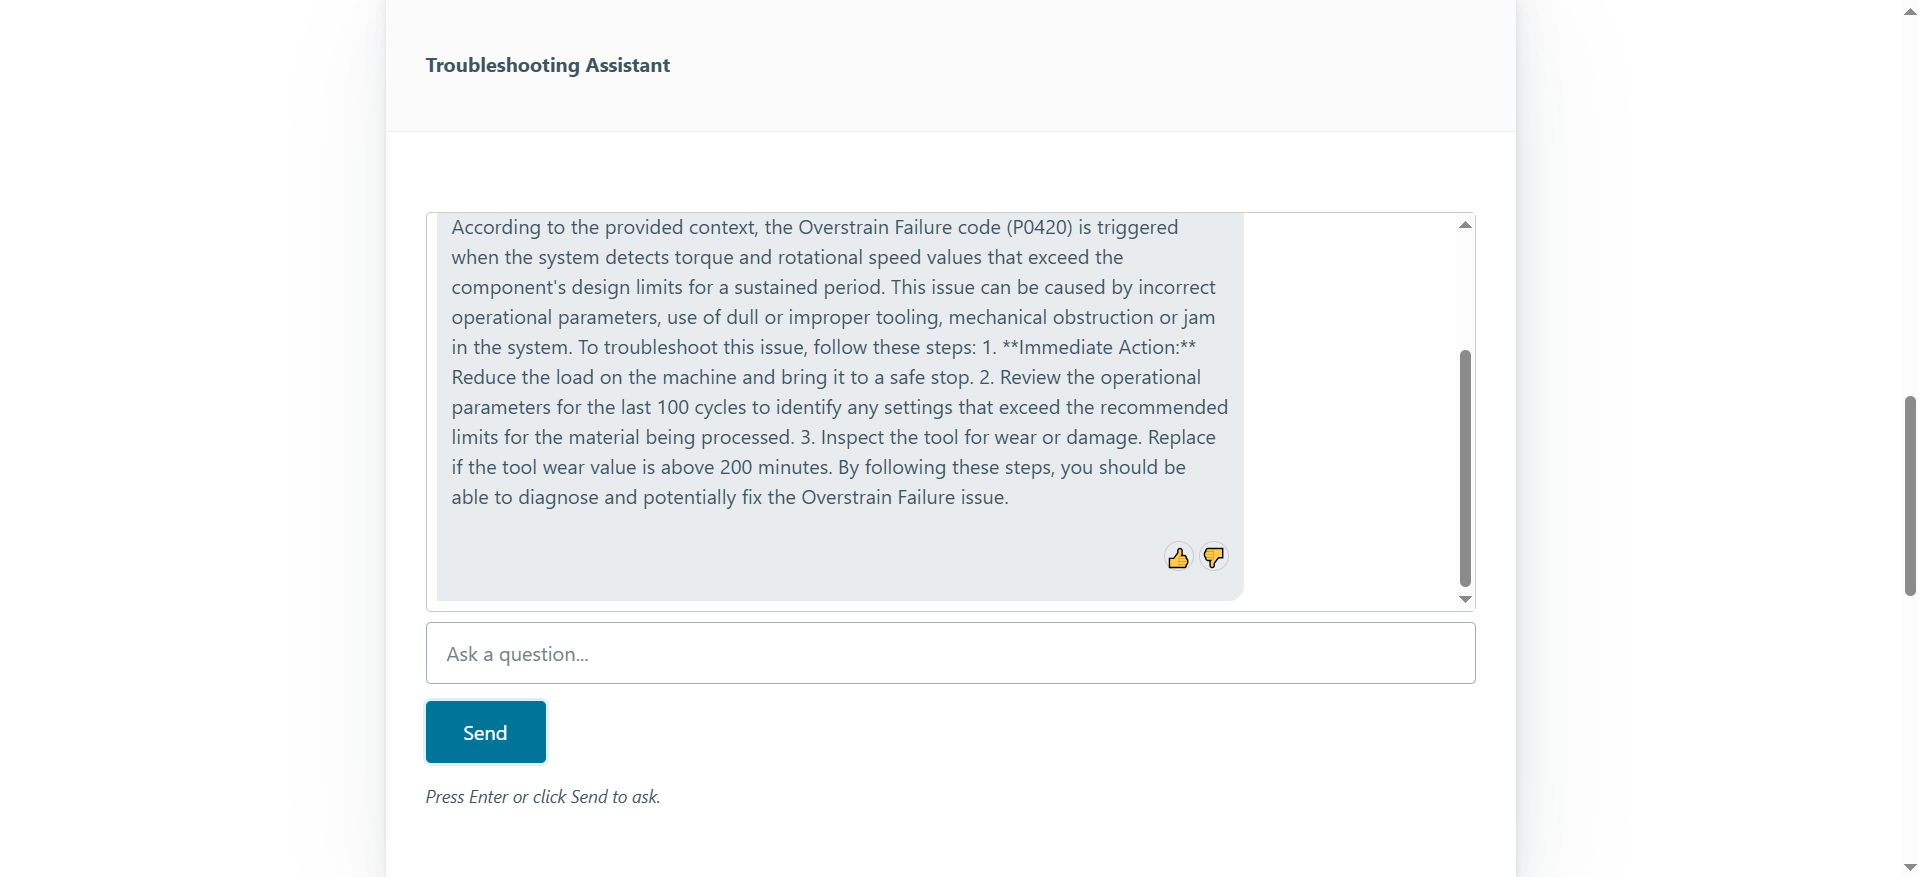 Troubleshooting Assistant
According to the provided context, the Overstrain Failure code (P0420) is triggered
when the system detects torque and rotational speed values that exceed the
component's design limits for a sustained period. This issue can be caused by incorrect
operational parameters, use of dull or improper tooling, mechanical obstruction or jam
in the system. To troubleshoot this issue, follow these steps: 1. **Immediate Action:**
Reduce the load on the machine and bring it to a safe stop. 2. Review the operational
parameters for the last 100 cycles to identify any settings that exceed the recommended
limits for the material being processed. 3. Inspect the tool for wear or damage. Replace
if the tool wear value is above 200 minutes. By following these steps, you should be
able to diagnose and potentially fix the Overstrain Failure issue.
Ask a question...
Send
Press Enter or click Send to ask.